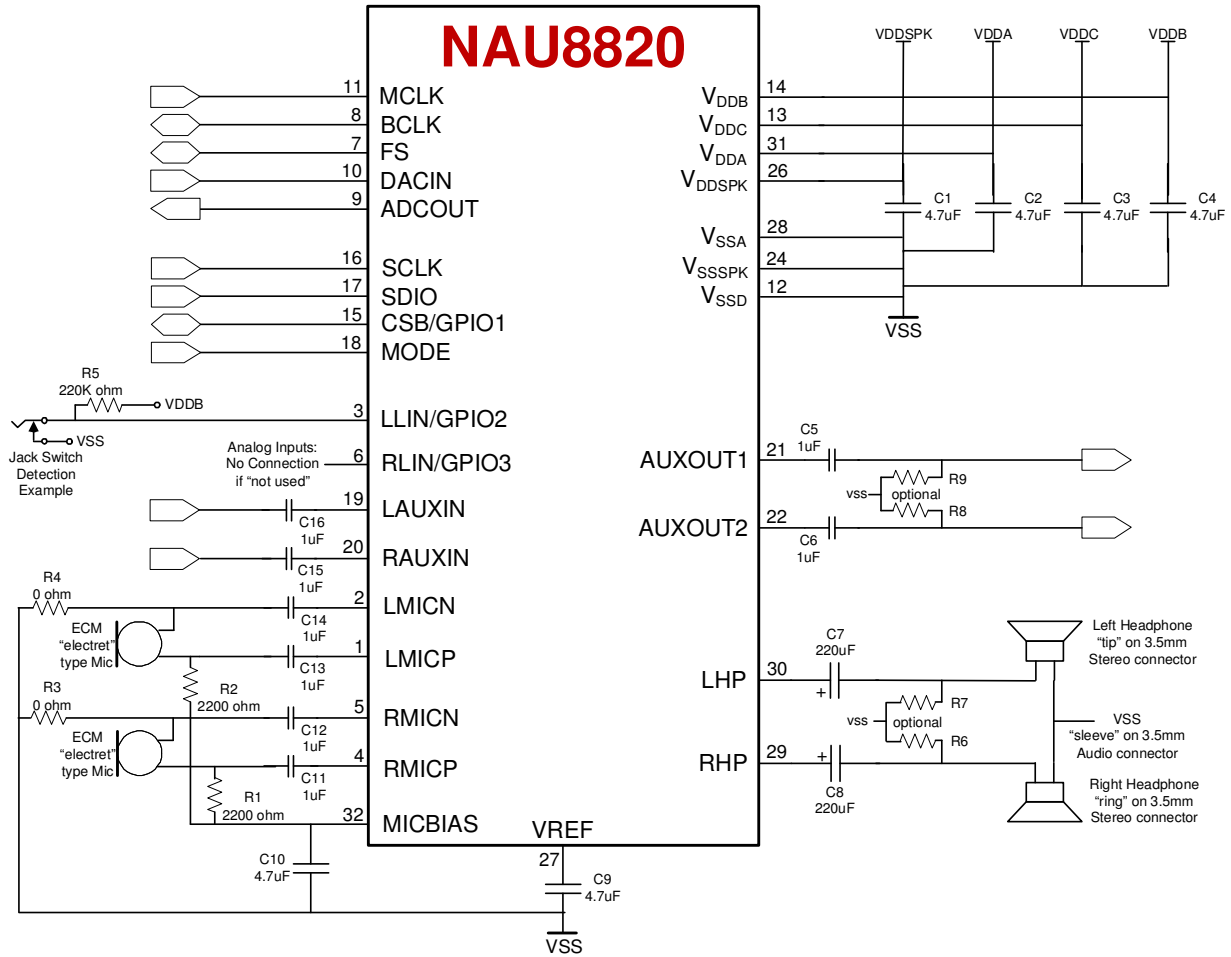 NAU8820
VDDSPK
VDDA
VDDC
VDDB
11
MCLK
8
BCLK
7
FS
10
DACIN
9
ADCOUT
16
SCLK
17
SDIO
15
CSB/GPIO1
18
MODE
R5
220K ohm
VDDB
3
LLIN/GPIO2
VSS
Jack Switch
Detection
Example
Analog Inputs:
No Connection
if "not used"
6
RLIN/GPIO3
19
LAUXIN
C16
1uF
20
RAUXIN
C15
1uF
R4
0 ohm
2
LMICN
C14
1uF
ECM
"electret"
type Mic
1
LMICP
C13
1uF
R3
0 ohm
R2
2200 ohm
5
RMICN
C12
1uF
ECM
"electret"
type Mic
4
RMICP
C11
1uF
R1
2200 ohm
32
MICBIAS
C10
4.7uF
VREF
27
C9
4.7uF
VSS
14
VDDB
13
VDDC
31
VDDA
26
VDDSPK
C1
4.7uF
C2
4.7uF
C3
4.7uF
C4
4.7uF
28
VSSA
24
VSSSPK
12
VSSD
VSS
AUXOUT1
21
C5
1uF
R9
vss
optional
R8
AUXOUT2
22
C6
1uF
C7
220uF
+
LHP
30
R7
vss
optional
R6
RHP
29
+
C8
220uF
Left Headphone
"tip" on 3.5mm
Stereo connector
VSS
"sleeve" on 3.5mm
Audio connector
Right Headphone
"ring" on 3.5mm
Stereo connector